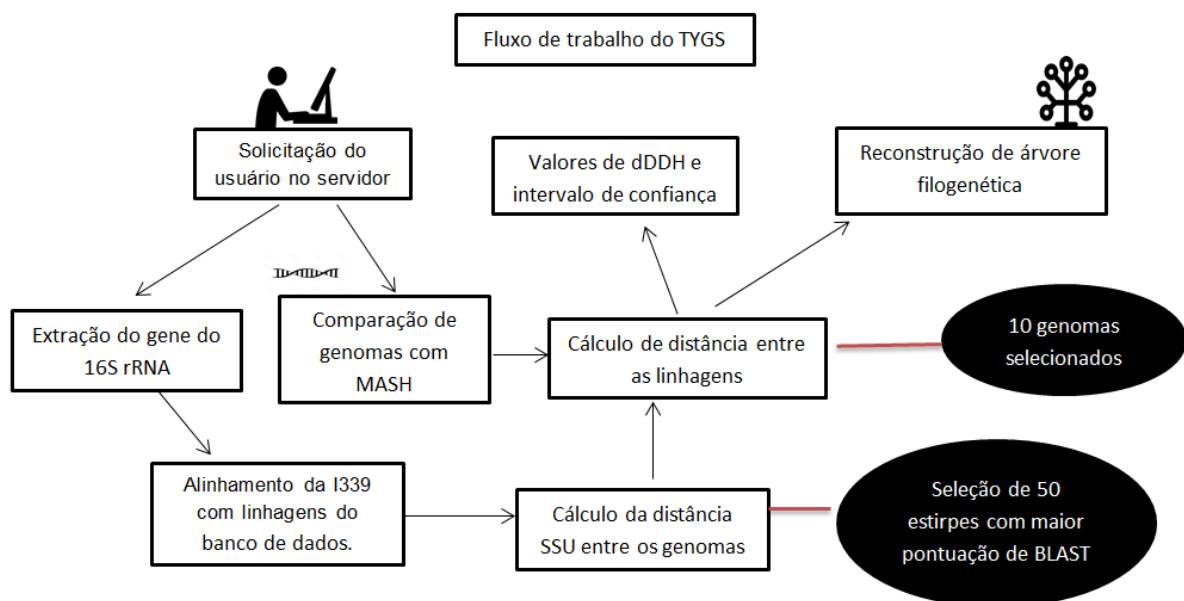 Fluxo de trabalho do TYGS
Solicitação do
usuário no servidor
Valores de dDDH e
intervalo de confiança
Reconstrução de árvore
filogenética
Extração do gene do
16S rRNA
Comparação de
genomas com
MASH
Cálculo de distância entre
as linhagens
10 genomas
selecionados
Alinhamento da I339
com linhagens do
banco de dados.
Cálculo da distância
SSU entre os genomas
Seleção de 50
estirpes com maior
pontuação de BLAST